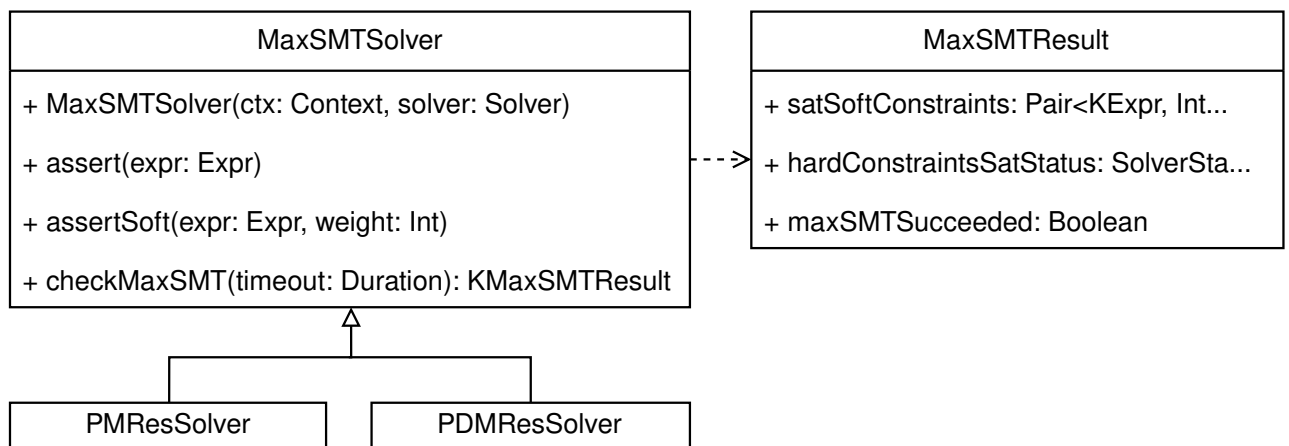 MaxSMTSolver
+ MaxSMTSolver(ctx: Context, solver: Solver)
+ assert(expr: Expr)
+ assertSoft(expr: Expr, weight: Int)
+ checkMaxSMT(timeout: Duration): KMaxSMTResult
MaxSMTResult
+ satSoftConstraints: Pair<KExpr, Int...
+ hardConstraintsSatStatus: SolverSta...
+ maxSMTSucceeded: Boolean
PMResSolver
PDMResSolver